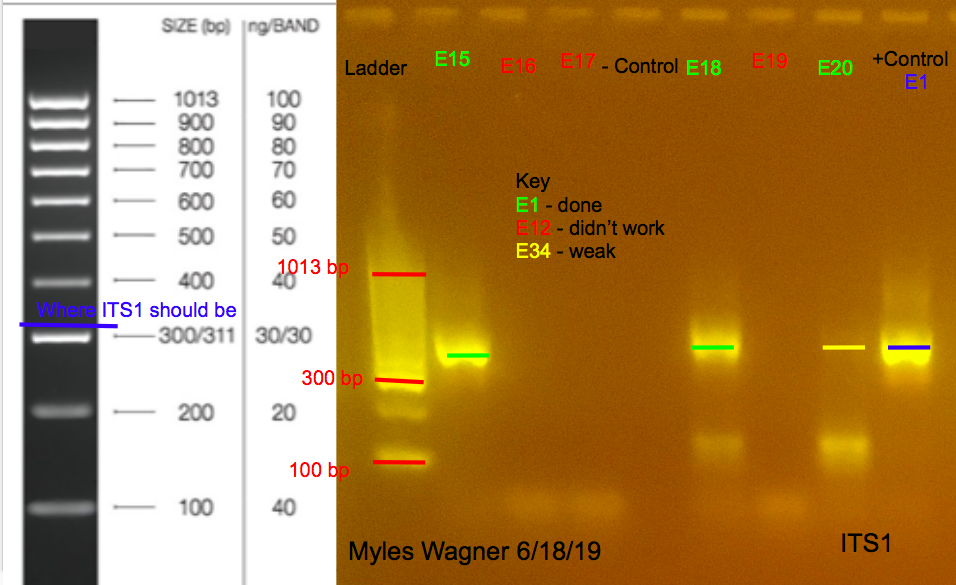 SIZE (bp) ng/BAND
1013 100
900 90
800 80
700 70
600 60
500 50
400 40
Where ITS1 should be
300/311 30/30
200 20
100 40
Ladder E15 E16 E17 - Control E18 E19 E20 +Control
E1
Key
E1 - done
E12 - didn't work
E34 - weak
1013 bp
300 bp
100 bp
Myles Wagner 6/18/19 ITS1